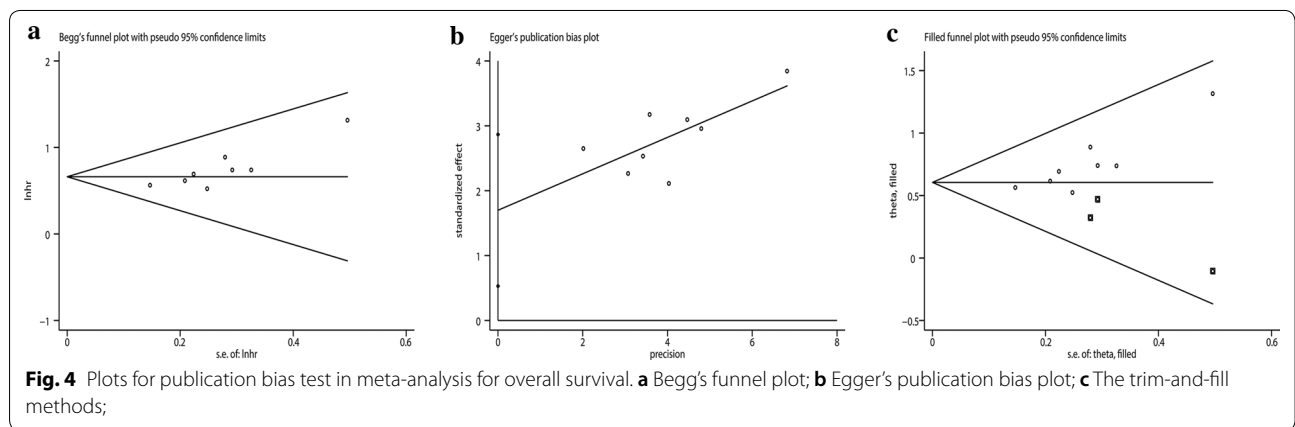 a
Begg's funnel plot with pseudo 95% confidence limits
2
1
0
−1
lnhr
0
0.2
0.4
0.6
s.e. of: lnhr
b
Egger's publication bias plot
4
3
2
1
0
standardized effect
0
2
4
6
8
precision
c
Filled funnel plot with pseudo 95% confidence limits
1.5
1
0.5
0
−0.5
theta, filled
0
0.2
0.4
0.6
s.e. of: theta, filled
Fig. 4 Plots for publication bias test in meta-analysis for overall survival. a Begg's funnel plot; b Egger's publication bias plot; c The trim-and-fill
methods;